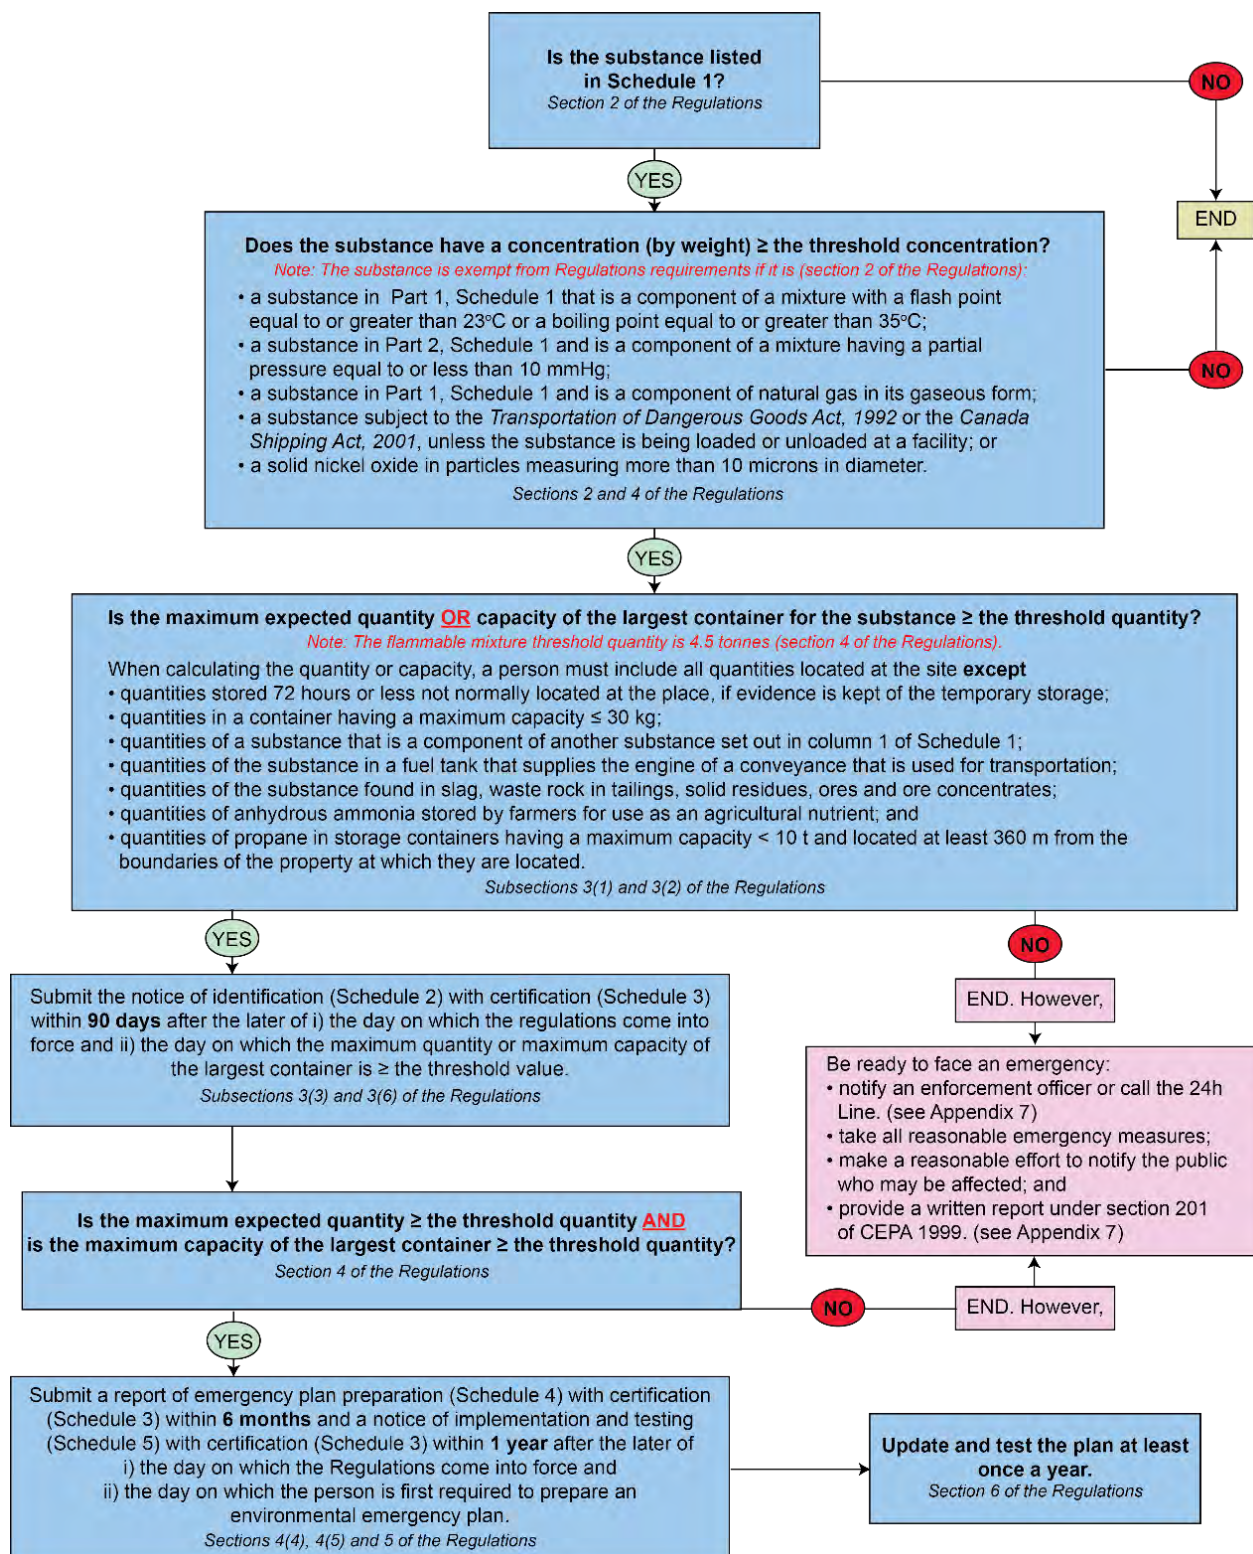 Is the substance listed
in Schedule 1?
Section 2 of the Regulations
NO
YES
END
Does the substance have a concentration (by weight) ≥ the threshold concentration?
Note: The substance is exempt from Regulations requirements if it is (section 2 of the Regulations):
• a substance in Part 1, Schedule 1 that is a component of a mixture with a flash point
equal to or greater than 23°C or a boiling point equal to or greater than 35°C;
• a substance in Part 2, Schedule 1 and is a component of a mixture having a partial
pressure equal to or less than 10 mmHg;
• a substance in Part 1, Schedule 1 and is a component of natural gas in its gaseous form;
• a substance subject to the Transportation of Dangerous Goods Act, 1992 or the Canada
Shipping Act, 2001, unless the substance is being loaded or unloaded at a facility; or
• a solid nickel oxide in particles measuring more than 10 microns in diameter.
Sections 2 and 4 of the Regulations
NO
YES
Is the maximum expected quantity OR capacity of the largest container for the substance ≥ the threshold quantity?
Note: The flammable mixture threshold quantity is 4.5 tonnes (section 4 of the Regulations).
When calculating the quantity or capacity, a person must include all quantities located at the site except
• quantities stored 72 hours or less not normally located at the place, if evidence is kept of the temporary storage;
• quantities in a container having a maximum capacity ≤ 30 kg;
• quantities of a substance that is a component of another substance set out in column 1 of Schedule 1;
• quantities of the substance in a fuel tank that supplies the engine of a conveyance that is used for transportation;
• quantities of the substance found in slag, waste rock in tailings, solid residues, ores and ore concentrates;
• quantities of anhydrous ammonia stored by farmers for use as an agricultural nutrient; and
• quantities of propane in storage containers having a maximum capacity < 10 t and located at least 360 m from the
boundaries of the property at which they are located.
Subsections 3(1) and 3(2) of the Regulations
YES
NO
Submit the notice of identification (Schedule 2) with certification (Schedule 3)
within 90 days after the later of i) the day on which the regulations come into
force and ii) the day on which the maximum quantity or maximum capacity of
the largest container is ≥ the threshold value.
Subsections 3(3) and 3(6) of the Regulations
END. However,
Be ready to face an emergency:
• notify an enforcement officer or call the 24h
Line. (see Appendix 7)
• take all reasonable emergency measures;
• make a reasonable effort to notify the public
who may be affected; and
• provide a written report under section 201
of CEPA 1999. (see Appendix 7)
Is the maximum expected quantity ≥ the threshold quantity AND
is the maximum capacity of the largest container ≥ the threshold quantity?
Section 4 of the Regulations
NO
END. However,
YES
Submit a report of emergency plan preparation (Schedule 4) with certification
(Schedule 3) within 6 months and a notice of implementation and testing
(Schedule 5) with certification (Schedule 3) within 1 year after the later of
i) the day on which the Regulations come into force and
ii) the day on which the person is first required to prepare an
environmental emergency plan.
Sections 4(4), 4(5) and 5 of the Regulations
Update and test the plan at least
once a year.
Section 6 of the Regulations